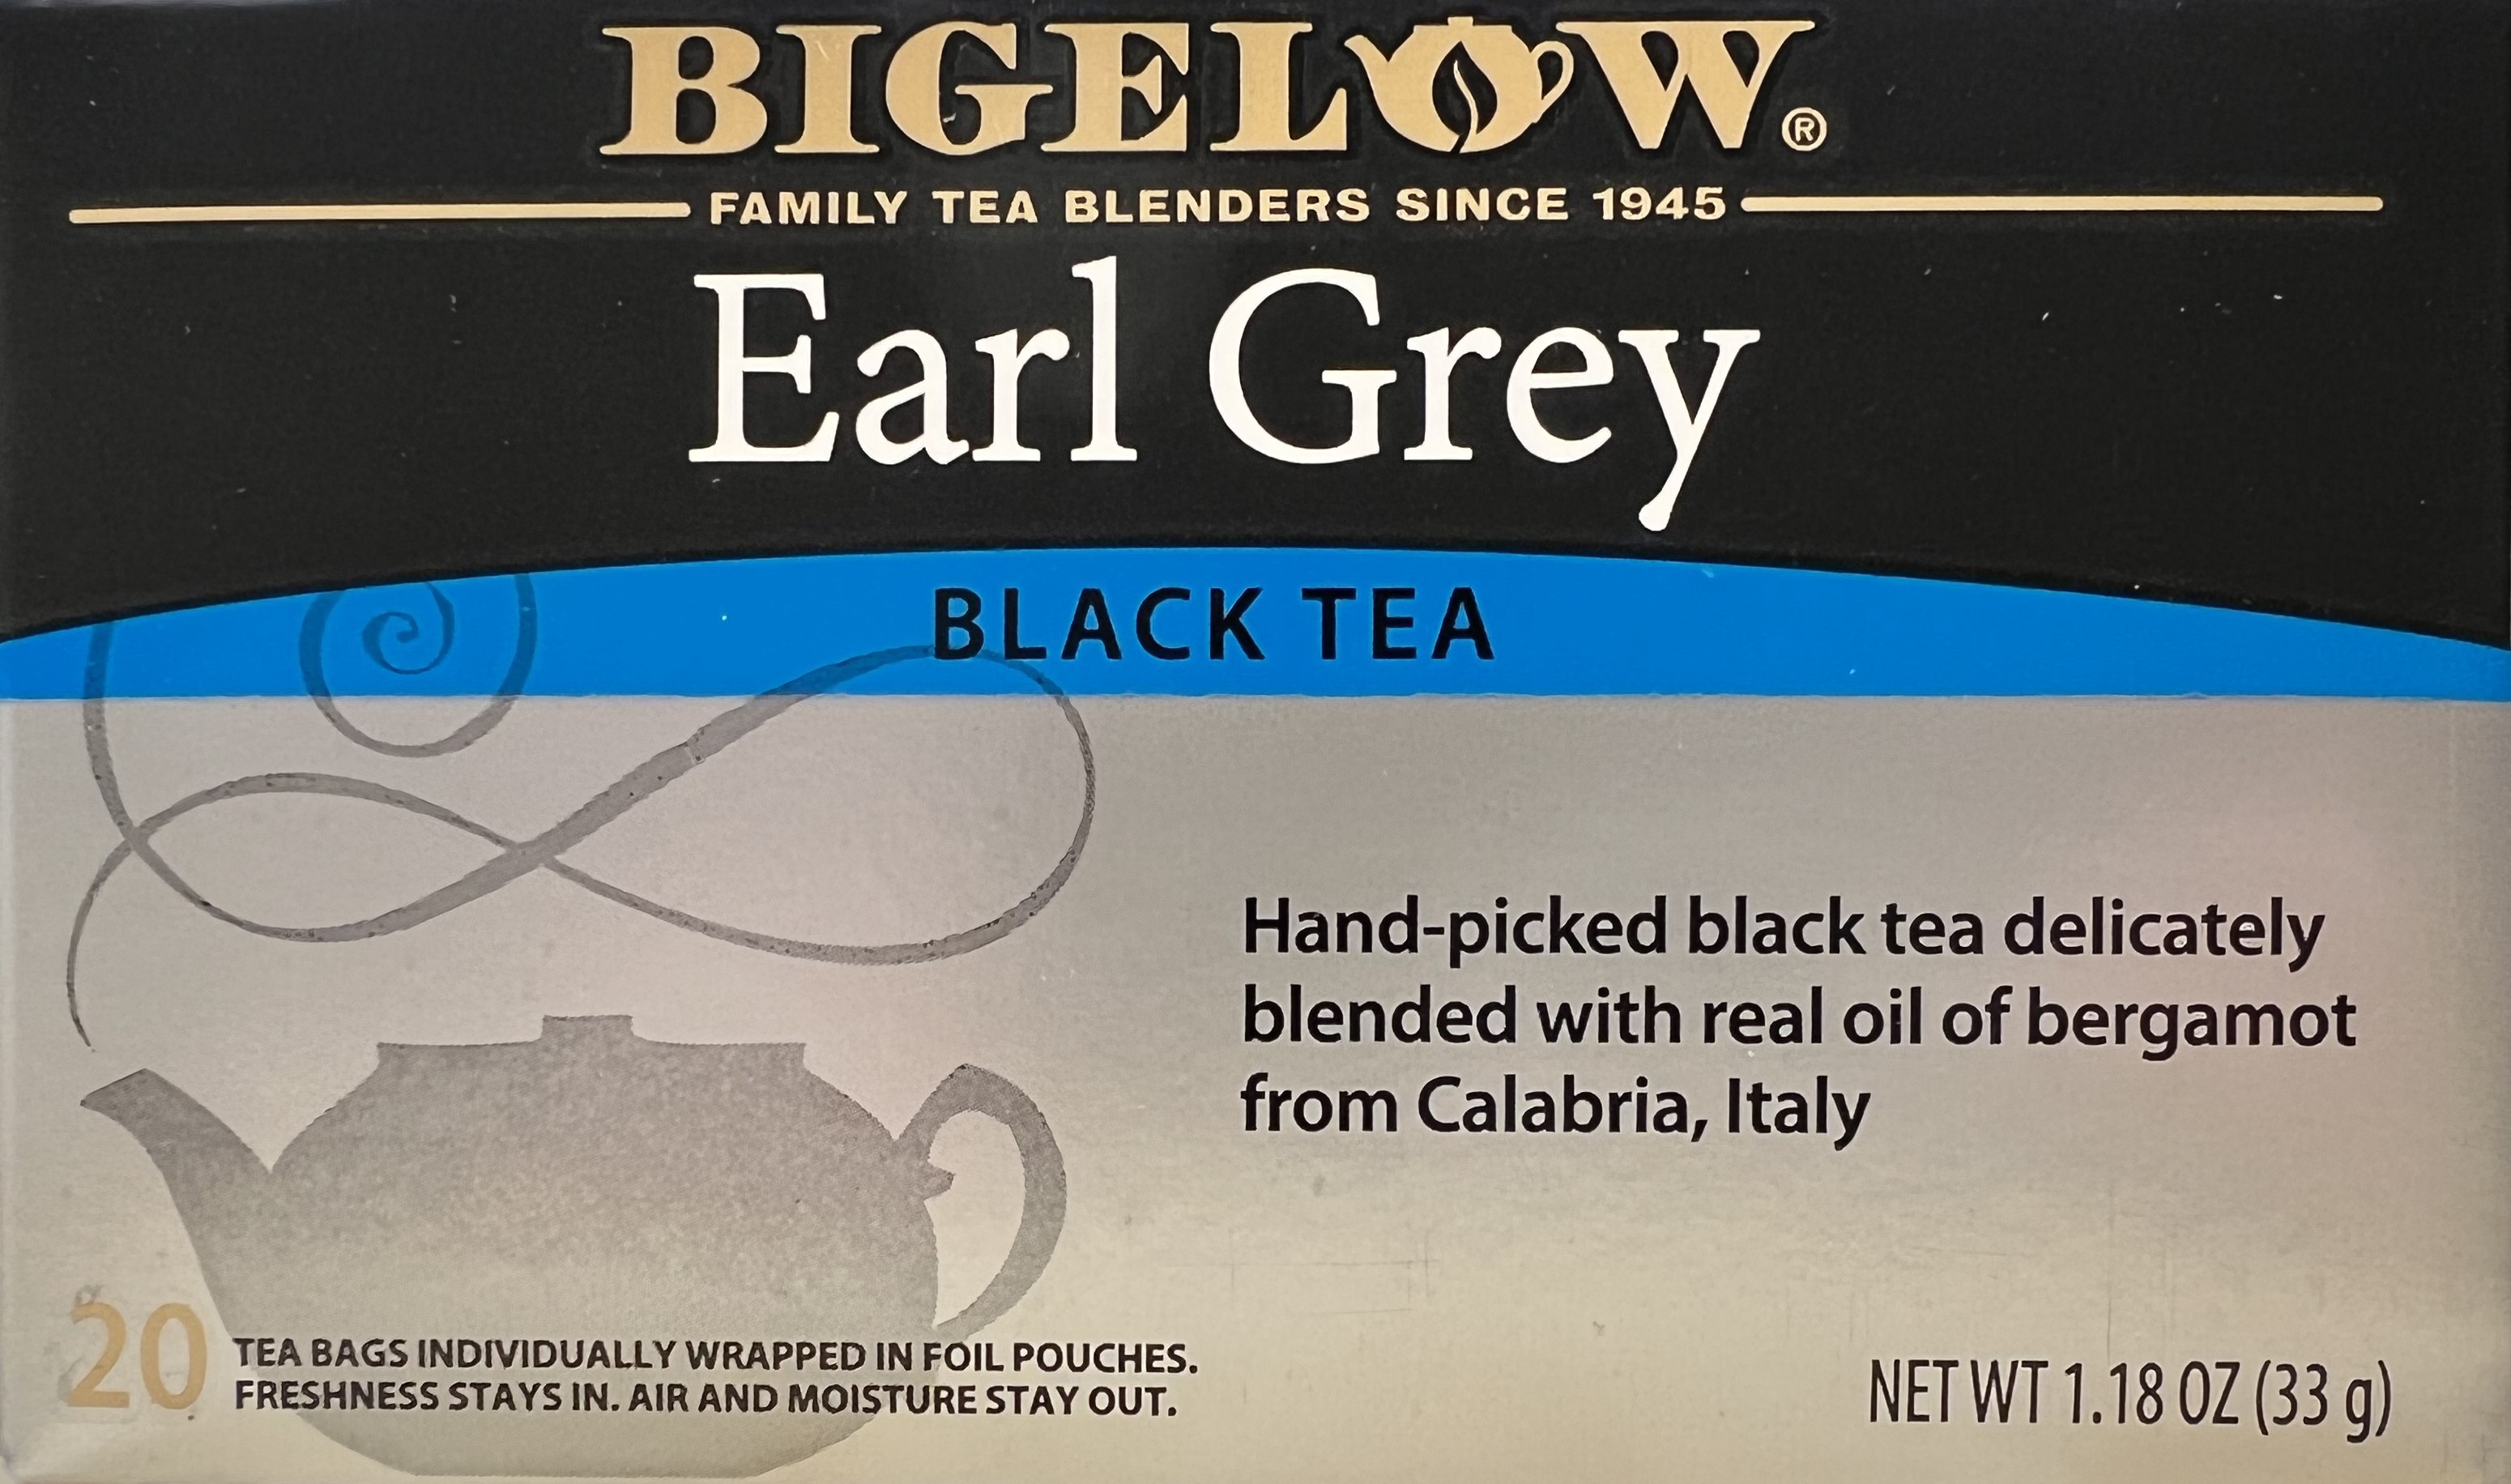 BIGELOW®
FAMILY TEA BLENDERS SINCE 1945
Earl Grey
BLACK TEA
Hand-picked black tea delicately
blended with real oil of bergamot
from Calabria, Italy
20
TEA BAGS INDIVIDUALLY WRAPPED IN FOIL POUCHES.
FRESHNESS STAYS IN. AIR AND MOISTURE STAY OUT.
NET WT 1.18 OZ (33 g)